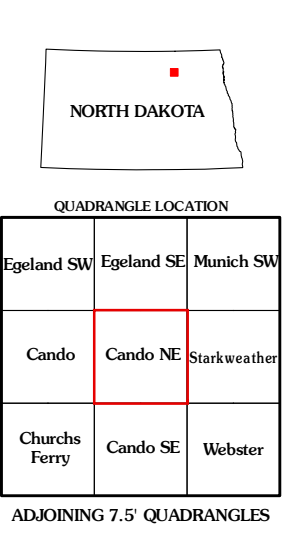 NORTH DAKOTA
QUADRANGLE LOCATION
Egeland SW Egeland SE Munich SW
Cando Cando NE Starkweather
Churchs
Ferry
Cando SE Webster
ADJOINING 7.5' QUADRANGLES